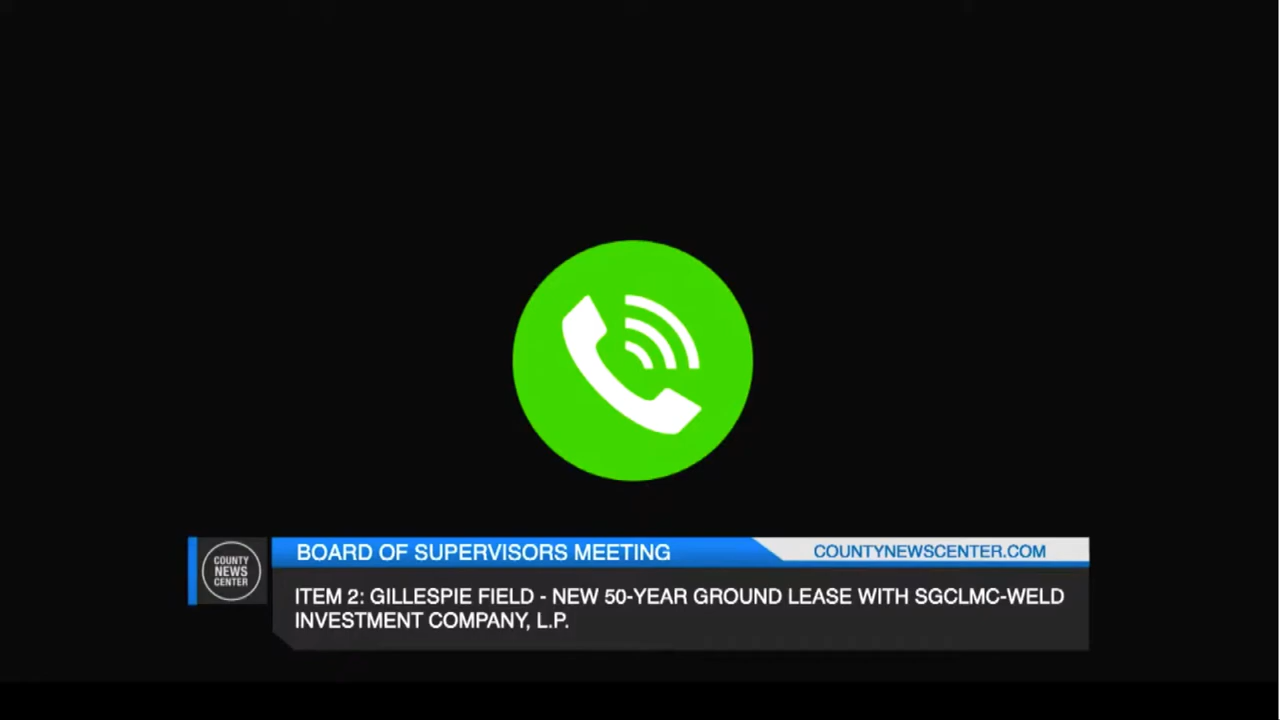 COUNTY
NEWS
CENTER
BOARD OF SUPERVISORS MEETING
COUNTYNEWSCENTER.COM
ITEM 2: GILLESPIE FIELD - NEW 50-YEAR GROUND LEASE WITH SGCLMC-WELD
INVESTMENT COMPANY, L.P.